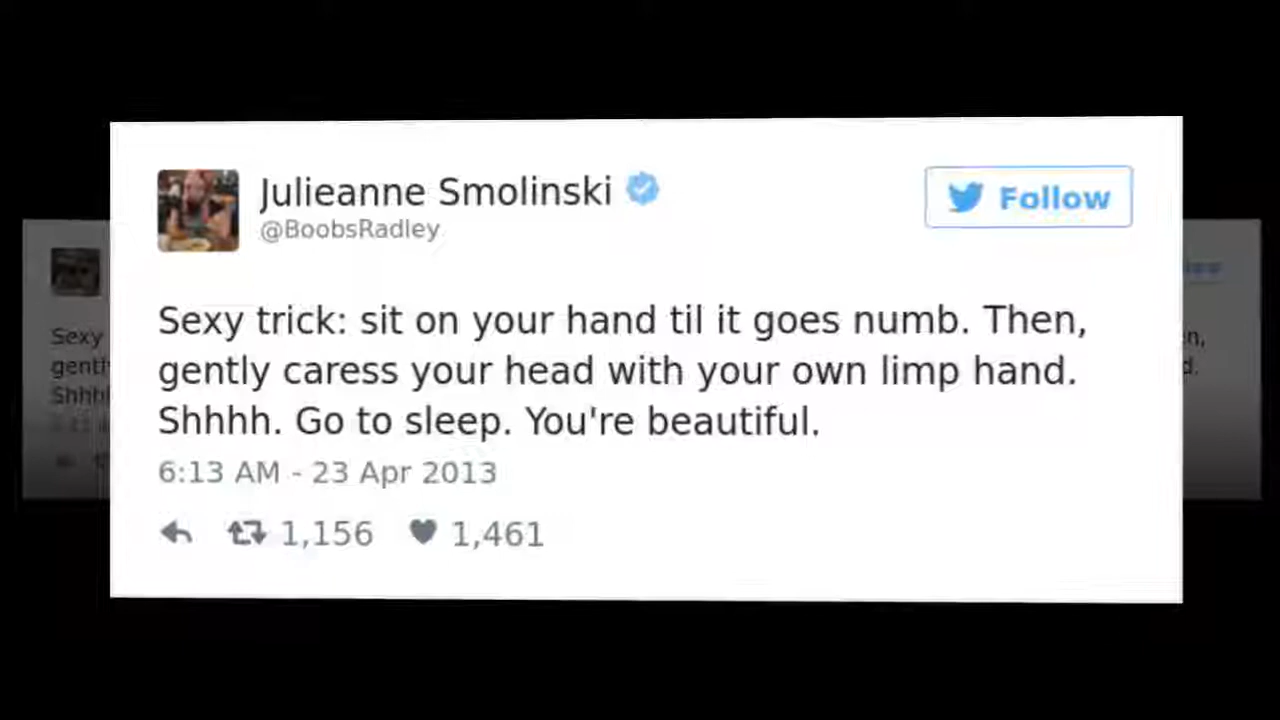 Julieanne Smolinski
@BoobsRadley
Follow
Sexy trick: sit on your hand til it goes numb. Then,
gently caress your head with your own limp hand.
Shhhh. Go to sleep. You're beautiful.
6:13 AM - 23 Apr 2013
1,156 1,461